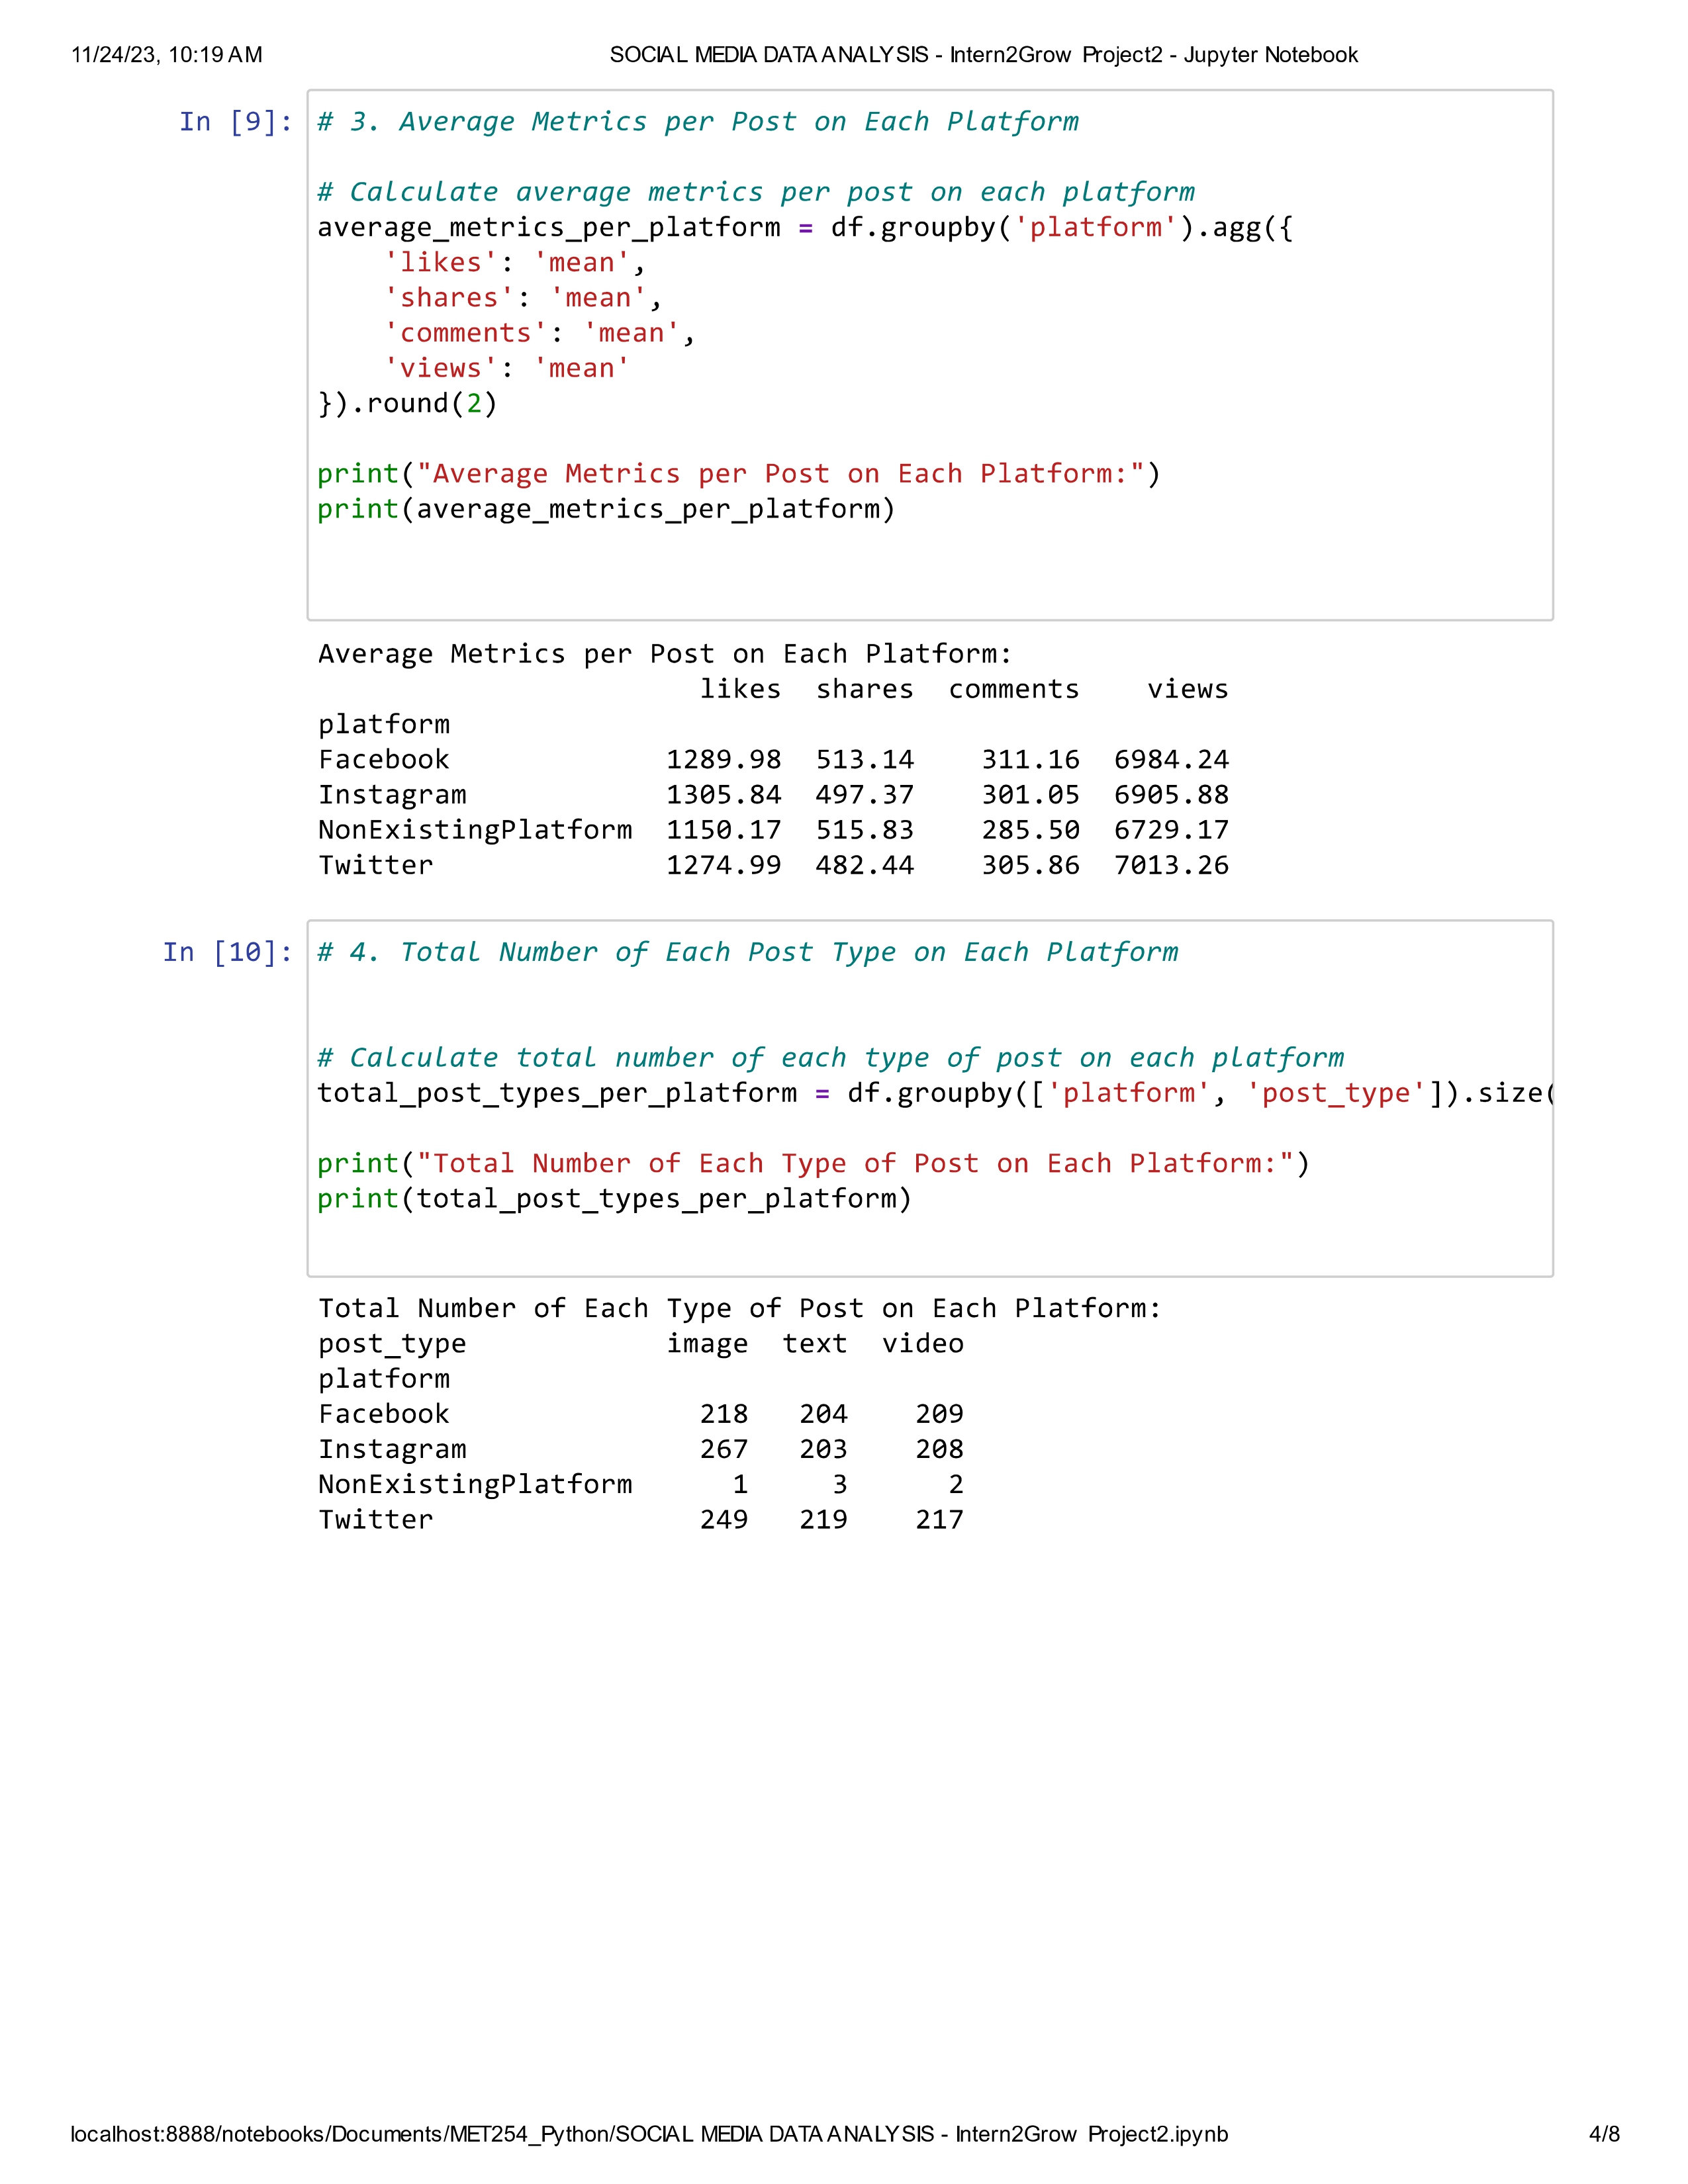 11/24/23, 10:19 AM SOCIAL MEDIA DATA ANALYSIS - Intern2Grow Project2 - Jupyter Notebook
In [9]: # 3. Average Metrics per Post on Each Platform
# Calculate average metrics per post on each platform
average_metrics_per_platform = df.groupby('platform').agg({
    'likes': 'mean',
    'shares': 'mean',
    'comments': 'mean',
    'views': 'mean'
}).round(2)
print("Average Metrics per Post on Each Platform:")
print(average_metrics_per_platform)
Average Metrics per Post on Each Platform:
                       likes  shares  comments    views
platform
Facebook             1289.98  513.14    311.16  6984.24
Instagram            1305.84  497.37    301.05  6905.88
NonExistingPlatform  1150.17  515.83    285.50  6729.17
Twitter              1274.99  482.44    305.86  7013.26
In [10]: # 4. Total Number of Each Post Type on Each Platform
# Calculate total number of each type of post on each platform
total_post_types_per_platform = df.groupby(['platform', 'post_type']).size(
print("Total Number of Each Type of Post on Each Platform:")
print(total_post_types_per_platform)
Total Number of Each Type of Post on Each Platform:
post_type            image  text  video
platform
Facebook               218   204    209
Instagram              267   203    208
NonExistingPlatform      1     3      2
Twitter                249   219    217
localhost:8888/notebooks/Documents/MET254_Python/SOCIAL MEDIA DATA ANALYSIS - Intern2Grow Project2.ipynb 4/8